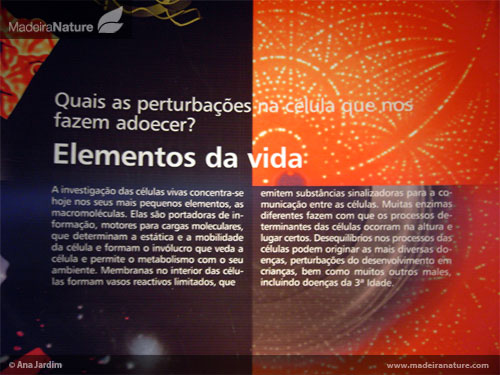 MadeiraNature
Quais as perturbações na célula que nos
fazem adoecer?
Elementos da vida
A investigação das células vivas concentra-se
hoje nos seus mais pequenos elementos, as
macromoléculas. Elas são portadoras de in-
formação, motores para cargas moleculares,
que determinam a estática e a mobilidade
da célula e formam o invólucro que veda a
célula e permite o metabolismo com o seu
ambiente. Membranas no interior das célu-
las formam vasos reactivos limitados, que
emitem substâncias sinalizadoras para a co-
municação entre as células. Muitas enzimas
diferentes fazem com que os processos de-
terminantes das células ocorram na altura e
lugar certos. Desequilíbrios nos processos das
células podem originar as mais diversas do-
enças, perturbações do desenvolvimento em
crianças, bem como muitos outros males,
incluindo doenças da 3ª Idade.
© Ana Jardim
www.madeiranature.com